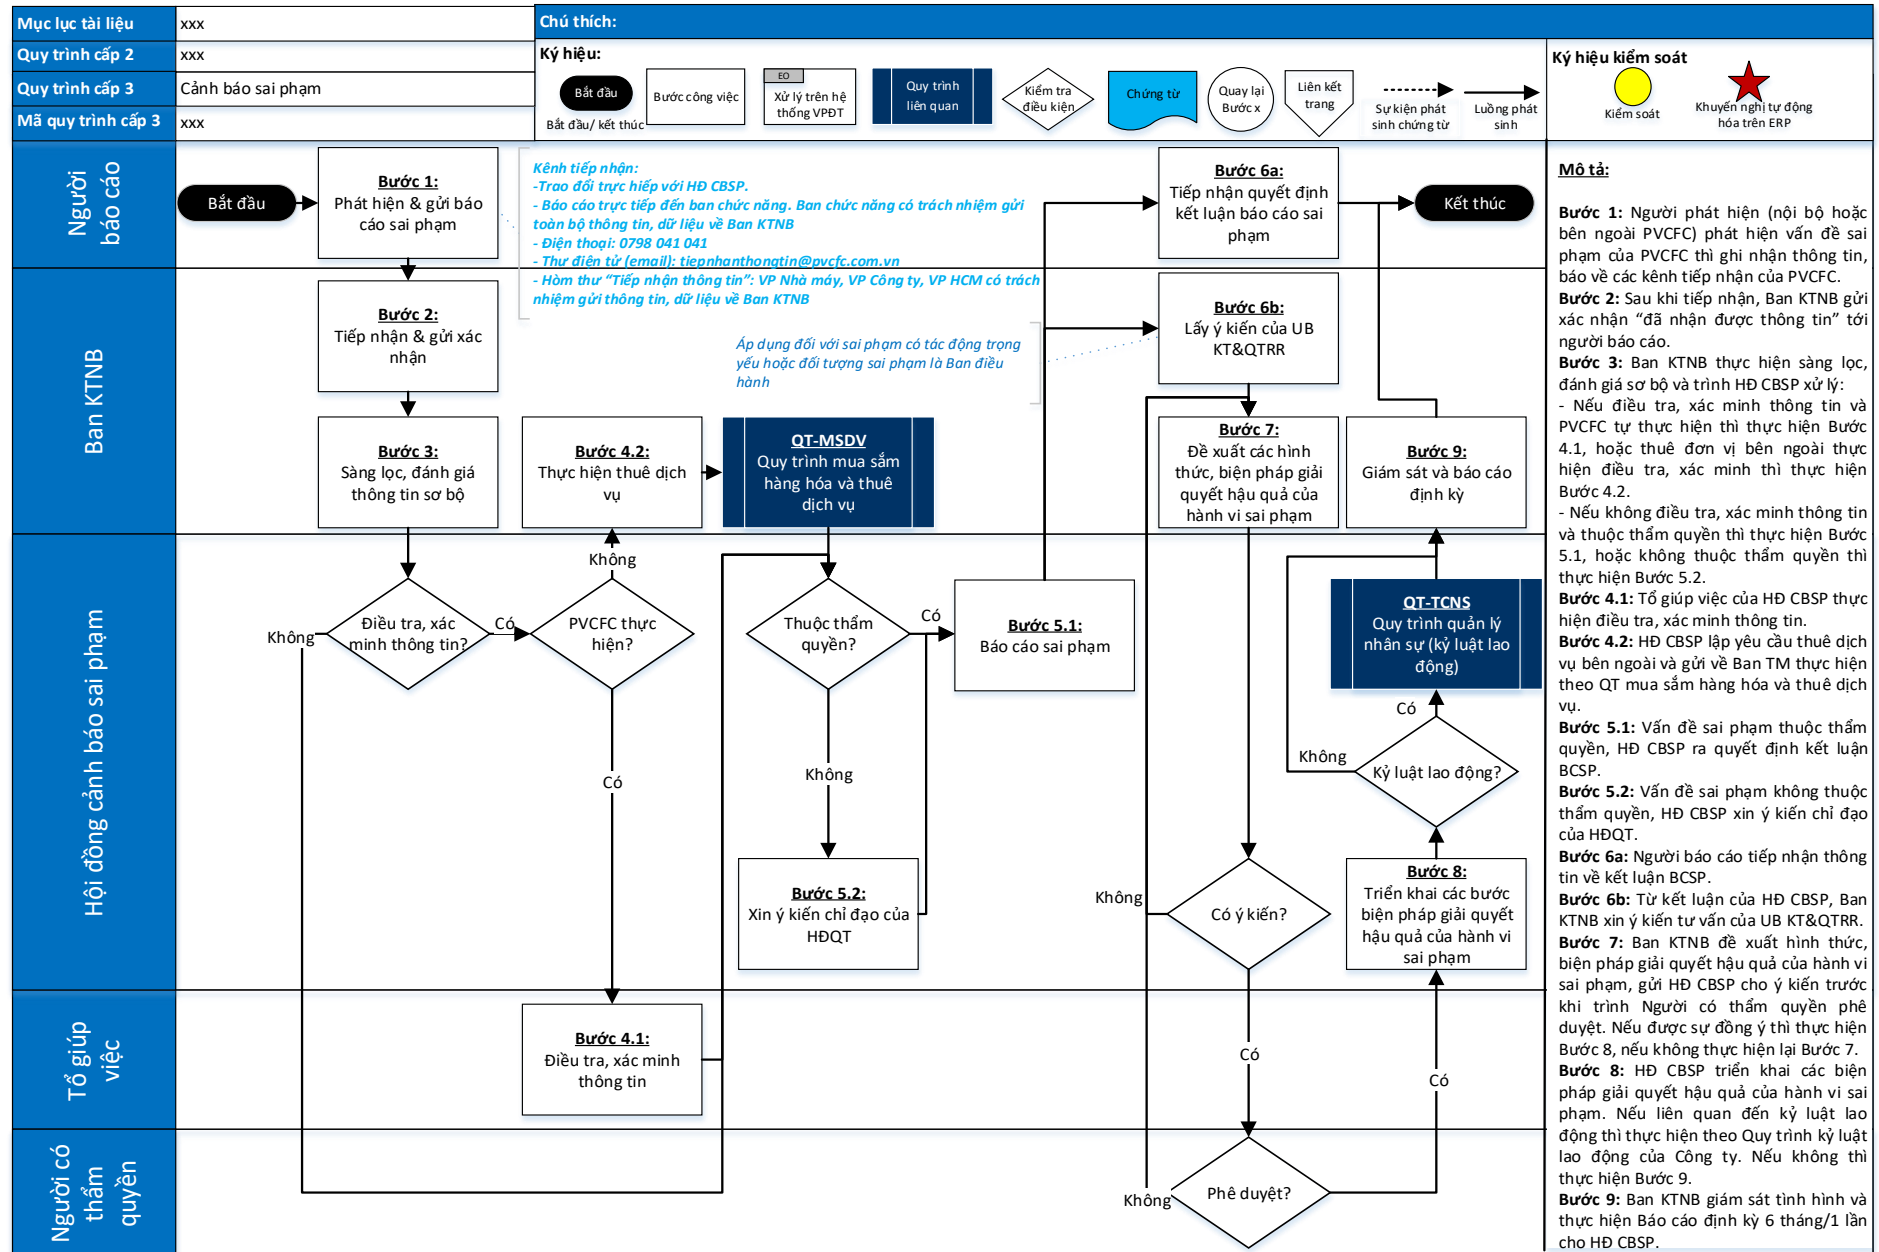 Mục lục tài liệu
xxx
Quy trình cấp 2
xxx
Quy trình cấp 3
Cảnh báo sai phạm
Mã quy trình cấp 3
xxx
Chú thích:
Ký hiệu:
Bắt đầu
Bắt đầu/ kết thúc
Bước công việc
EO
Xử lý trên hệ
thống VPĐT
Quy trình
liên quan
Kiểm tra
điều kiện
Chứng từ
Quay lại
Bước x
Liên kết
trang
Sự kiện phát
sinh chứng từ
Luồng phát
sinh
Ký hiệu kiểm soát
Kiểm soát
Khuyến nghị tự động
hóa trên ERP
Người
báo cáo
Bắt đầu
Bước 1:
Phát hiện & gửi báo
cáo sai phạm
Kênh tiếp nhận:
-Trao đổi trực hiếp với HĐ CBSP.
- Báo cáo trực tiếp đến ban chức năng. Ban chức năng có trách nhiệm gửi
toàn bộ thông tin, dữ liệu về Ban KTNB
- Điện thoại: 0798 041 041
- Thư điện tử (email): tiepnhanthongtin@pvcfc.com.vn
- Hòm thư “Tiếp nhận thông tin”: VP Nhà máy, VP Công ty, VP HCM có trách
nhiệm gửi thông tin, dữ liệu về Ban KTNB
Bước 6a:
Tiếp nhận quyết định
kết luận báo cáo sai
phạm
Kết thúc
Ban KTNB
Bước 2:
Tiếp nhận & gửi xác
nhận
Áp dụng đối với sai phạm có tác động trọng
yếu hoặc đối tượng sai phạm là Ban điều
hành
Bước 6b:
Lấy ý kiến của UB
KT&QTRR
Bước 3:
Sàng lọc, đánh giá
thông tin sơ bộ
Bước 4.2:
Thực hiện thuê dịch
vụ
QT-MSDV
Quy trình mua sắm
hàng hóa và thuê
dịch vụ
Bước 7:
Đề xuất các hình
thức, biện pháp giải
quyết hậu quả của
hành vi sai phạm
Bước 9:
Giám sát và báo cáo
định kỳ
Hội đồng cảnh báo sai phạm
Không
Điều tra, xác
minh thông tin?
Có
Không
PVCFC thực
hiện?
Có
Thuộc thẩm
quyền?
Có
Không
Bước 5.1:
Báo cáo sai phạm
Bước 5.2:
Xin ý kiến chỉ đạo của
HĐQT
QT-TCNS
Quy trình quản lý
nhân sự (kỷ luật lao
động)
Có
Không
Kỷ luật lao động?
Bước 8:
Triển khai các bước
biện pháp giải quyết
hậu quả của hành vi
sai phạm
Không
Có ý kiến?
Có
Có
Tổ giúp
việc
Bước 4.1:
Điều tra, xác minh
thông tin
Người có
thẩm
quyền
Không
Phê duyệt?
Mô tả:
Bước 1: Người phát hiện (nội bộ hoặc
bên ngoài PVCFC) phát hiện vấn đề sai
phạm của PVCFC thì ghi nhận thông tin,
báo về các kênh tiếp nhận của PVCFC.
Bước 2: Sau khi tiếp nhận, Ban KTNB gửi
xác nhận “đã nhận được thông tin” tới
người báo cáo.
Bước 3: Ban KTNB thực hiện sàng lọc,
đánh giá sơ bộ và trình HĐ CBSP xử lý:
- Nếu điều tra, xác minh thông tin và
PVCFC tự thực hiện thì thực hiện Bước
4.1, hoặc thuê đơn vị bên ngoài thực
hiện điều tra, xác minh thì thực hiện
Bước 4.2.
- Nếu không điều tra, xác minh thông tin
và thuộc thẩm quyền thì thực hiện Bước
5.1, hoặc không thuộc thẩm quyền thì
thực hiện Bước 5.2.
Bước 4.1: Tổ giúp việc của HĐ CBSP thực
hiện điều tra, xác minh thông tin.
Bước 4.2: HĐ CBSP lập yêu cầu thuê dịch
vụ bên ngoài và gửi về Ban TM thực hiện
theo QT mua sắm hàng hóa và thuê dịch
vụ.
Bước 5.1: Vấn đề sai phạm thuộc thẩm
quyền, HĐ CBSP ra quyết định kết luận
BCSP.
Bước 5.2: Vấn đề sai phạm không thuộc
thẩm quyền, HĐ CBSP xin ý kiến chỉ đạo
của HĐQT.
Bước 6a: Người báo cáo tiếp nhận thông
tin về kết luận BCSP.
Bước 6b: Từ kết luận của HĐ CBSP, Ban
KTNB xin ý kiến tư vấn của UB KT&QTRR.
Bước 7: Ban KTNB đề xuất hình thức,
biện pháp giải quyết hậu quả của hành vi
sai phạm, gửi HĐ CBSP cho ý kiến trước
khi trình Người có thẩm quyền phê
duyệt. Nếu được sự đồng ý thì thực hiện
Bước 8, nếu không thực hiện lại Bước 7.
Bước 8: HĐ CBSP triển khai các biện
pháp giải quyết hậu quả của hành vi sai
phạm. Nếu liên quan đến kỷ luật lao
động thì thực hiện theo Quy trình kỷ luật
lao động của Công ty. Nếu không thì
thực hiện Bước 9.
Bước 9: Ban KTNB giám sát tình hình và
thực hiện Báo cáo định kỳ 6 tháng/1 lần
cho HĐ CBSP.